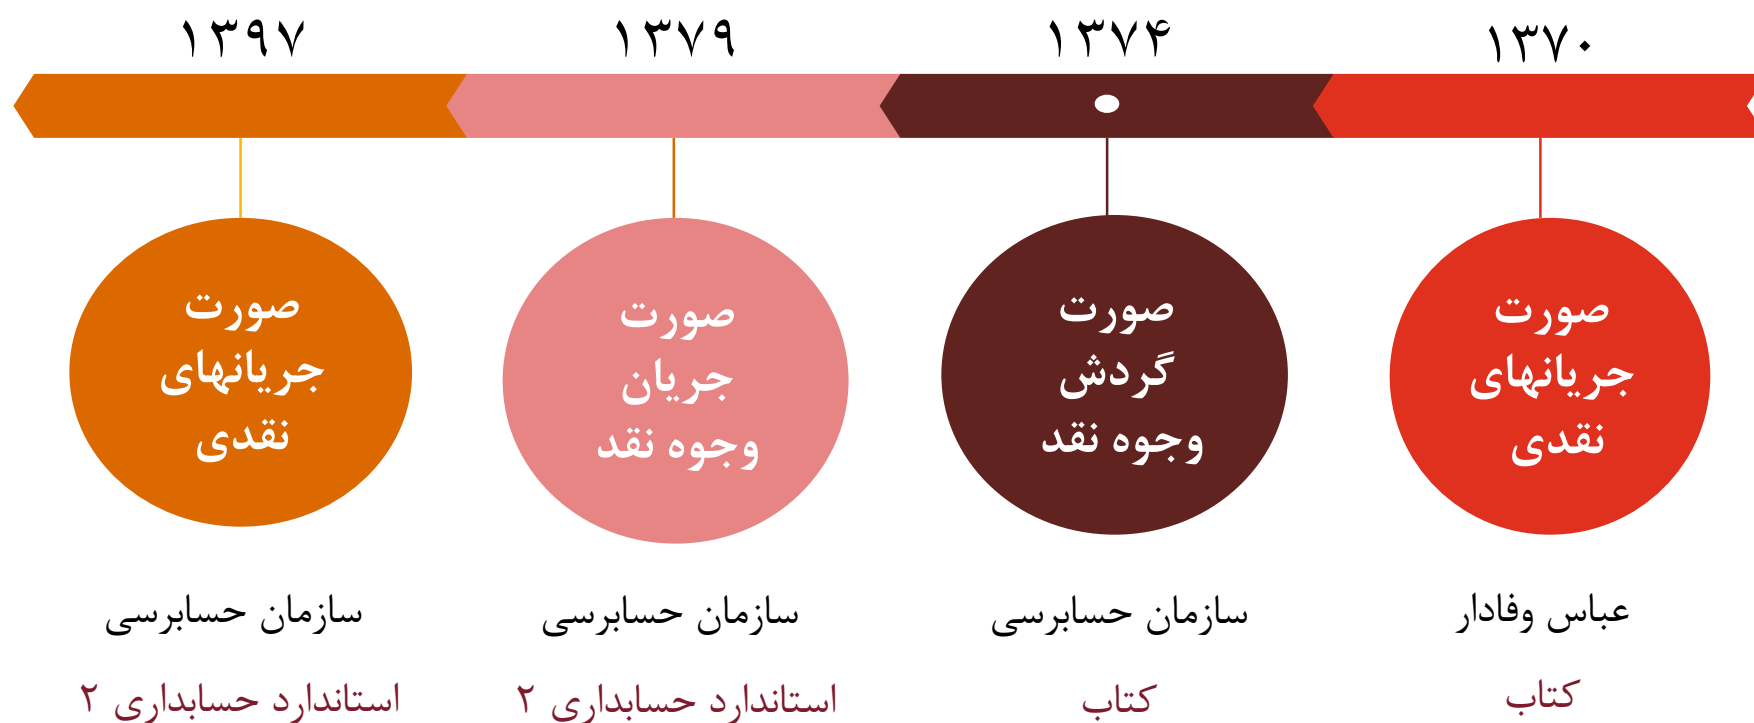 ۱۳۷۰
صورت
جریانهای
نقدی
عباس وفادار
کتاب
۱۳۷۴
صورت
گردش
وجوه نقد
سازمان حسابرسی
کتاب
۱۳۷۹
صورت
جریان
وجوه نقد
سازمان حسابرسی
استاندارد حسابداری ۲
۱۳۹۷
صورت
جریانهای
نقدی
سازمان حسابرسی
استاندارد حسابداری ۲